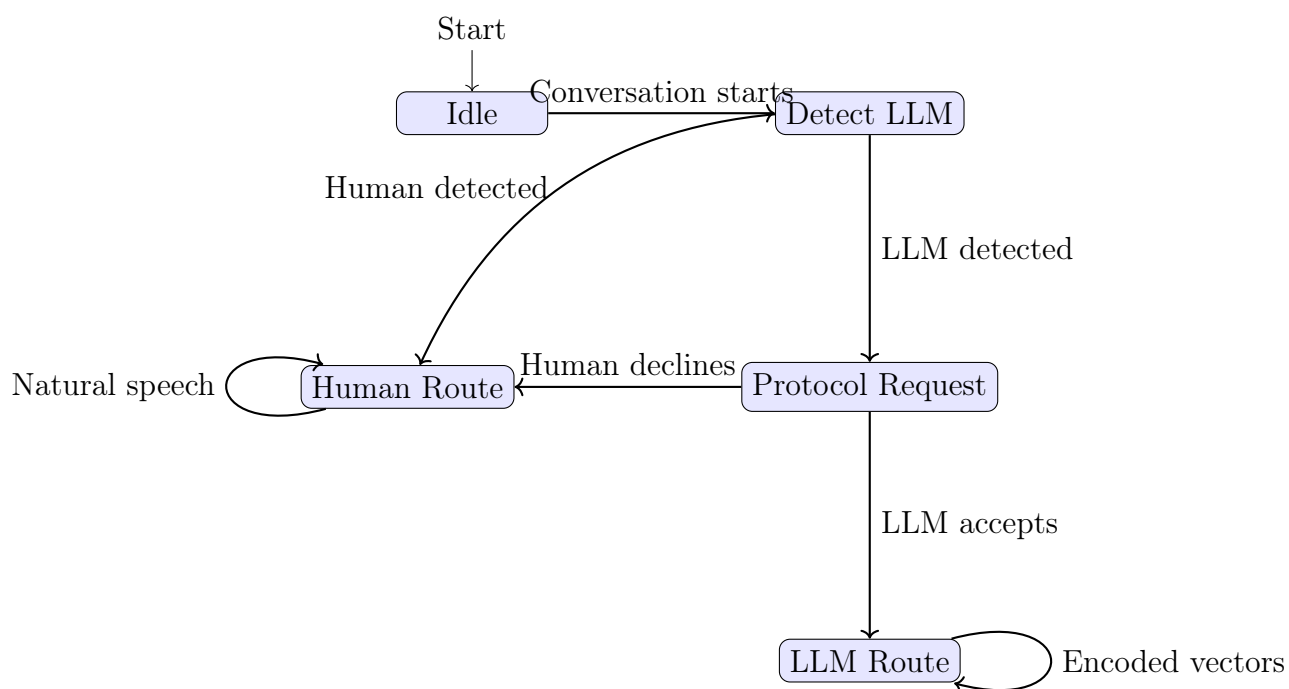 Start
Conversation starts
Idle
Detect LLM
Human detected
LLM detected
Human declines
Natural speech
Human Route
Protocol Request
LLM accepts
LLM Route
Encoded vectors